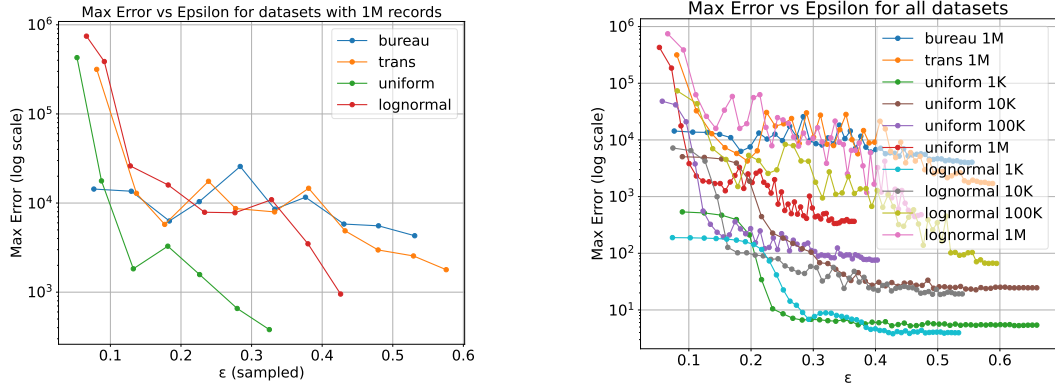 Max Error vs Epsilon for datasets with 1M records
Max Error (log scale)
10⁶
10⁵
10⁴
10³
0.1
0.2
0.3
0.4
0.5
0.6
ε (sampled)
bureau
trans
uniform
lognormal
Max Error vs Epsilon for all datasets
Max Error (log scale)
10⁶
10⁵
10⁴
10³
10²
10¹
0.1
0.2
0.3
0.4
0.5
0.6
ε
bureau 1M
trans 1M
uniform 1K
uniform 10K
uniform 100K
uniform 1M
lognormal 1K
lognormal 10K
lognormal 100K
lognormal 1M